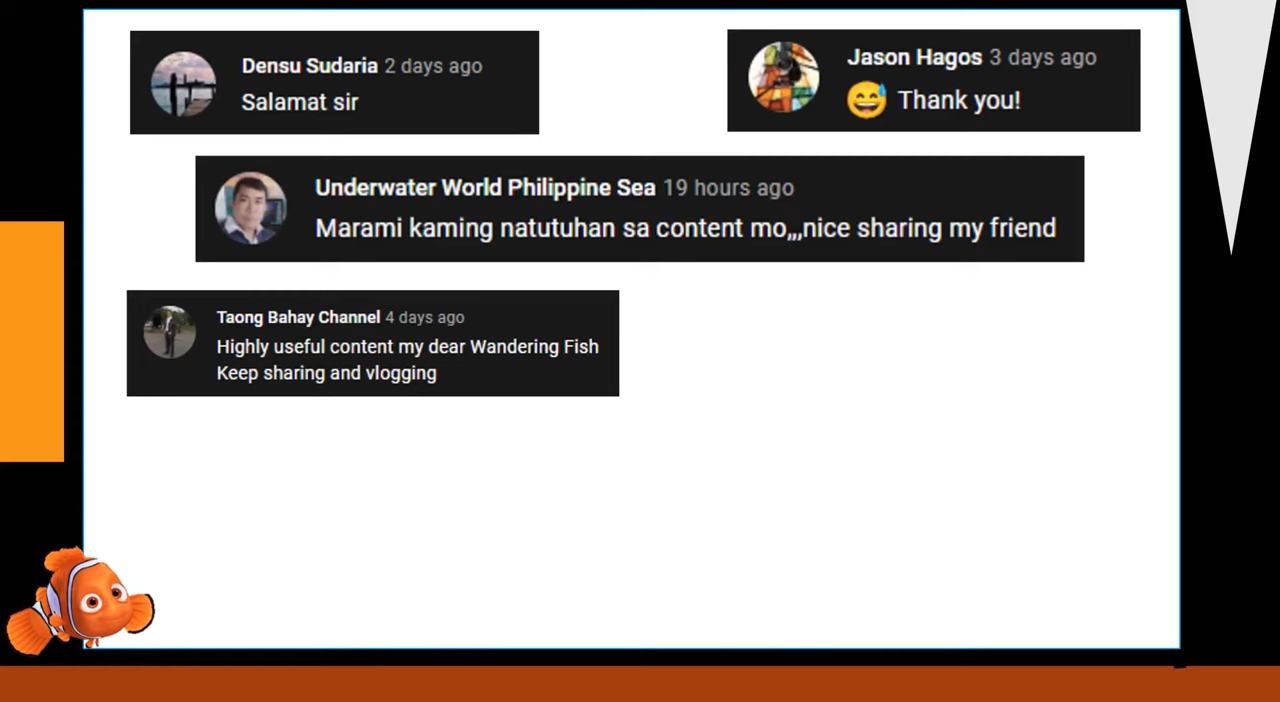 Densu Sudaria 2 days ago
Salamat sir
Jason Hagos 3 days ago
😅 Thank you!
Underwater World Philippine Sea 19 hours ago
Marami kaming natutuhan sa content mo,,,nice sharing my friend
Taong Bahay Channel 4 days ago
Highly useful content my dear Wandering Fish
Keep sharing and vlogging